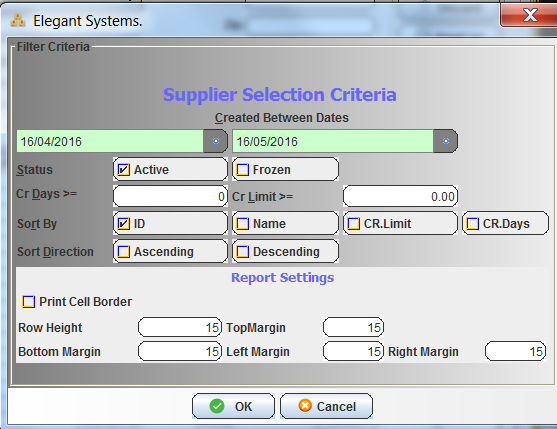 Elegant Systems.
Filter Criteria
Supplier Selection Criteria
Created Between Dates
16/04/2016 16/05/2016
Status Active Frozen
Cr Days >= 0 Cr Limit >= 0.00
Sort By ID Name CR.Limit CR.Days
Sort Direction Ascending Descending
Report Settings
Print Cell Border
Row Height 15 TopMargin 15
Bottom Margin 15 Left Margin 15 Right Margin 15
OK Cancel